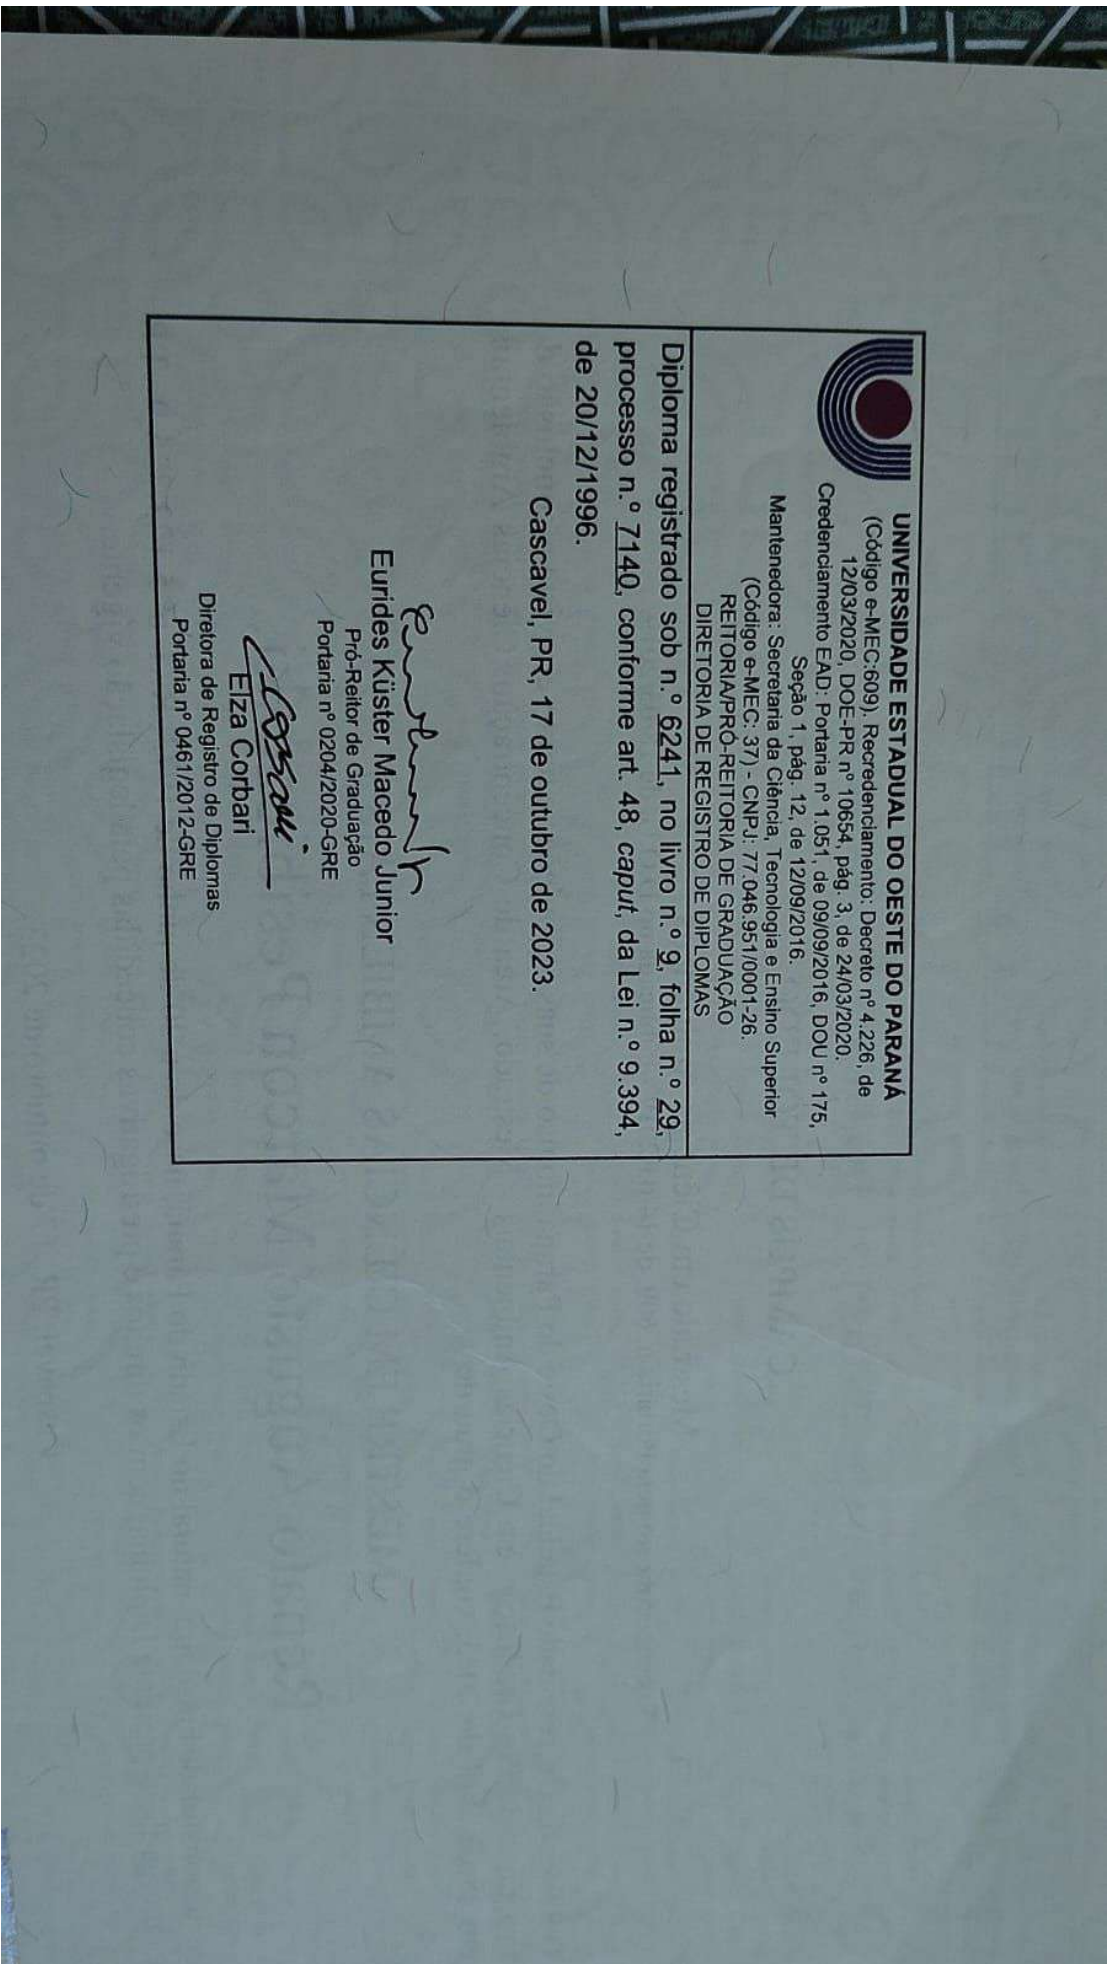 UNIVERSIDADE ESTADUAL DO OESTE DO PARANÁ
(Código e-MEC:609). Recredenciamento: Decreto nº 4.226, de
12/03/2020, DOE-PR nº 10654, pág. 3, de 24/03/2020.
Credenciamento EAD: Portaria nº 1.051, de 09/09/2016, DOU nº 175,
Seção 1, pág. 12, de 12/09/2016.
Mantenedora: Secretaria da Ciência, Tecnologia e Ensino Superior
(Código e-MEC: 37) - CNPJ: 77.046.951/0001-26.
REITORIA/PRÓ-REITORIA DE GRADUAÇÃO
DIRETORIA DE REGISTRO DE DIPLOMAS
Diploma registrado sob n.º 6241, no livro n.º 9, folha n.º 29,
processo n.º 7140, conforme art. 48, caput, da Lei n.º 9.394,
de 20/12/1996.
Cascavel, PR, 17 de outubro de 2023.
Eurides Küster Macedo Junior
Pró-Reitor de Graduação
Portaria nº 0204/2020-GRE
Elza Corbari
Diretora de Registro de Diplomas
Portaria nº 0461/2012-GRE